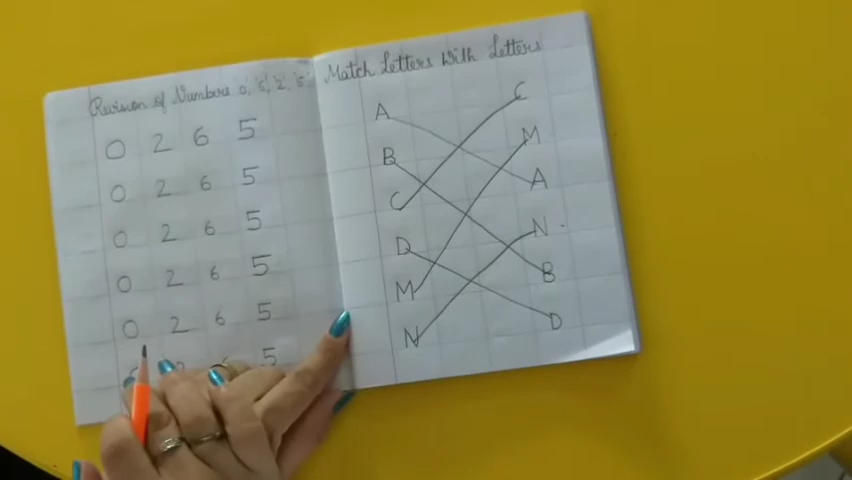 Revision of Numbers '0', '6', '2', '5'
0 2 6 5
0 2 6 5
0 2 6 5
0 2 6 5
0 2 6 5
5
Match Letters With Letters
A C
B M
C A
D N
M B
N D